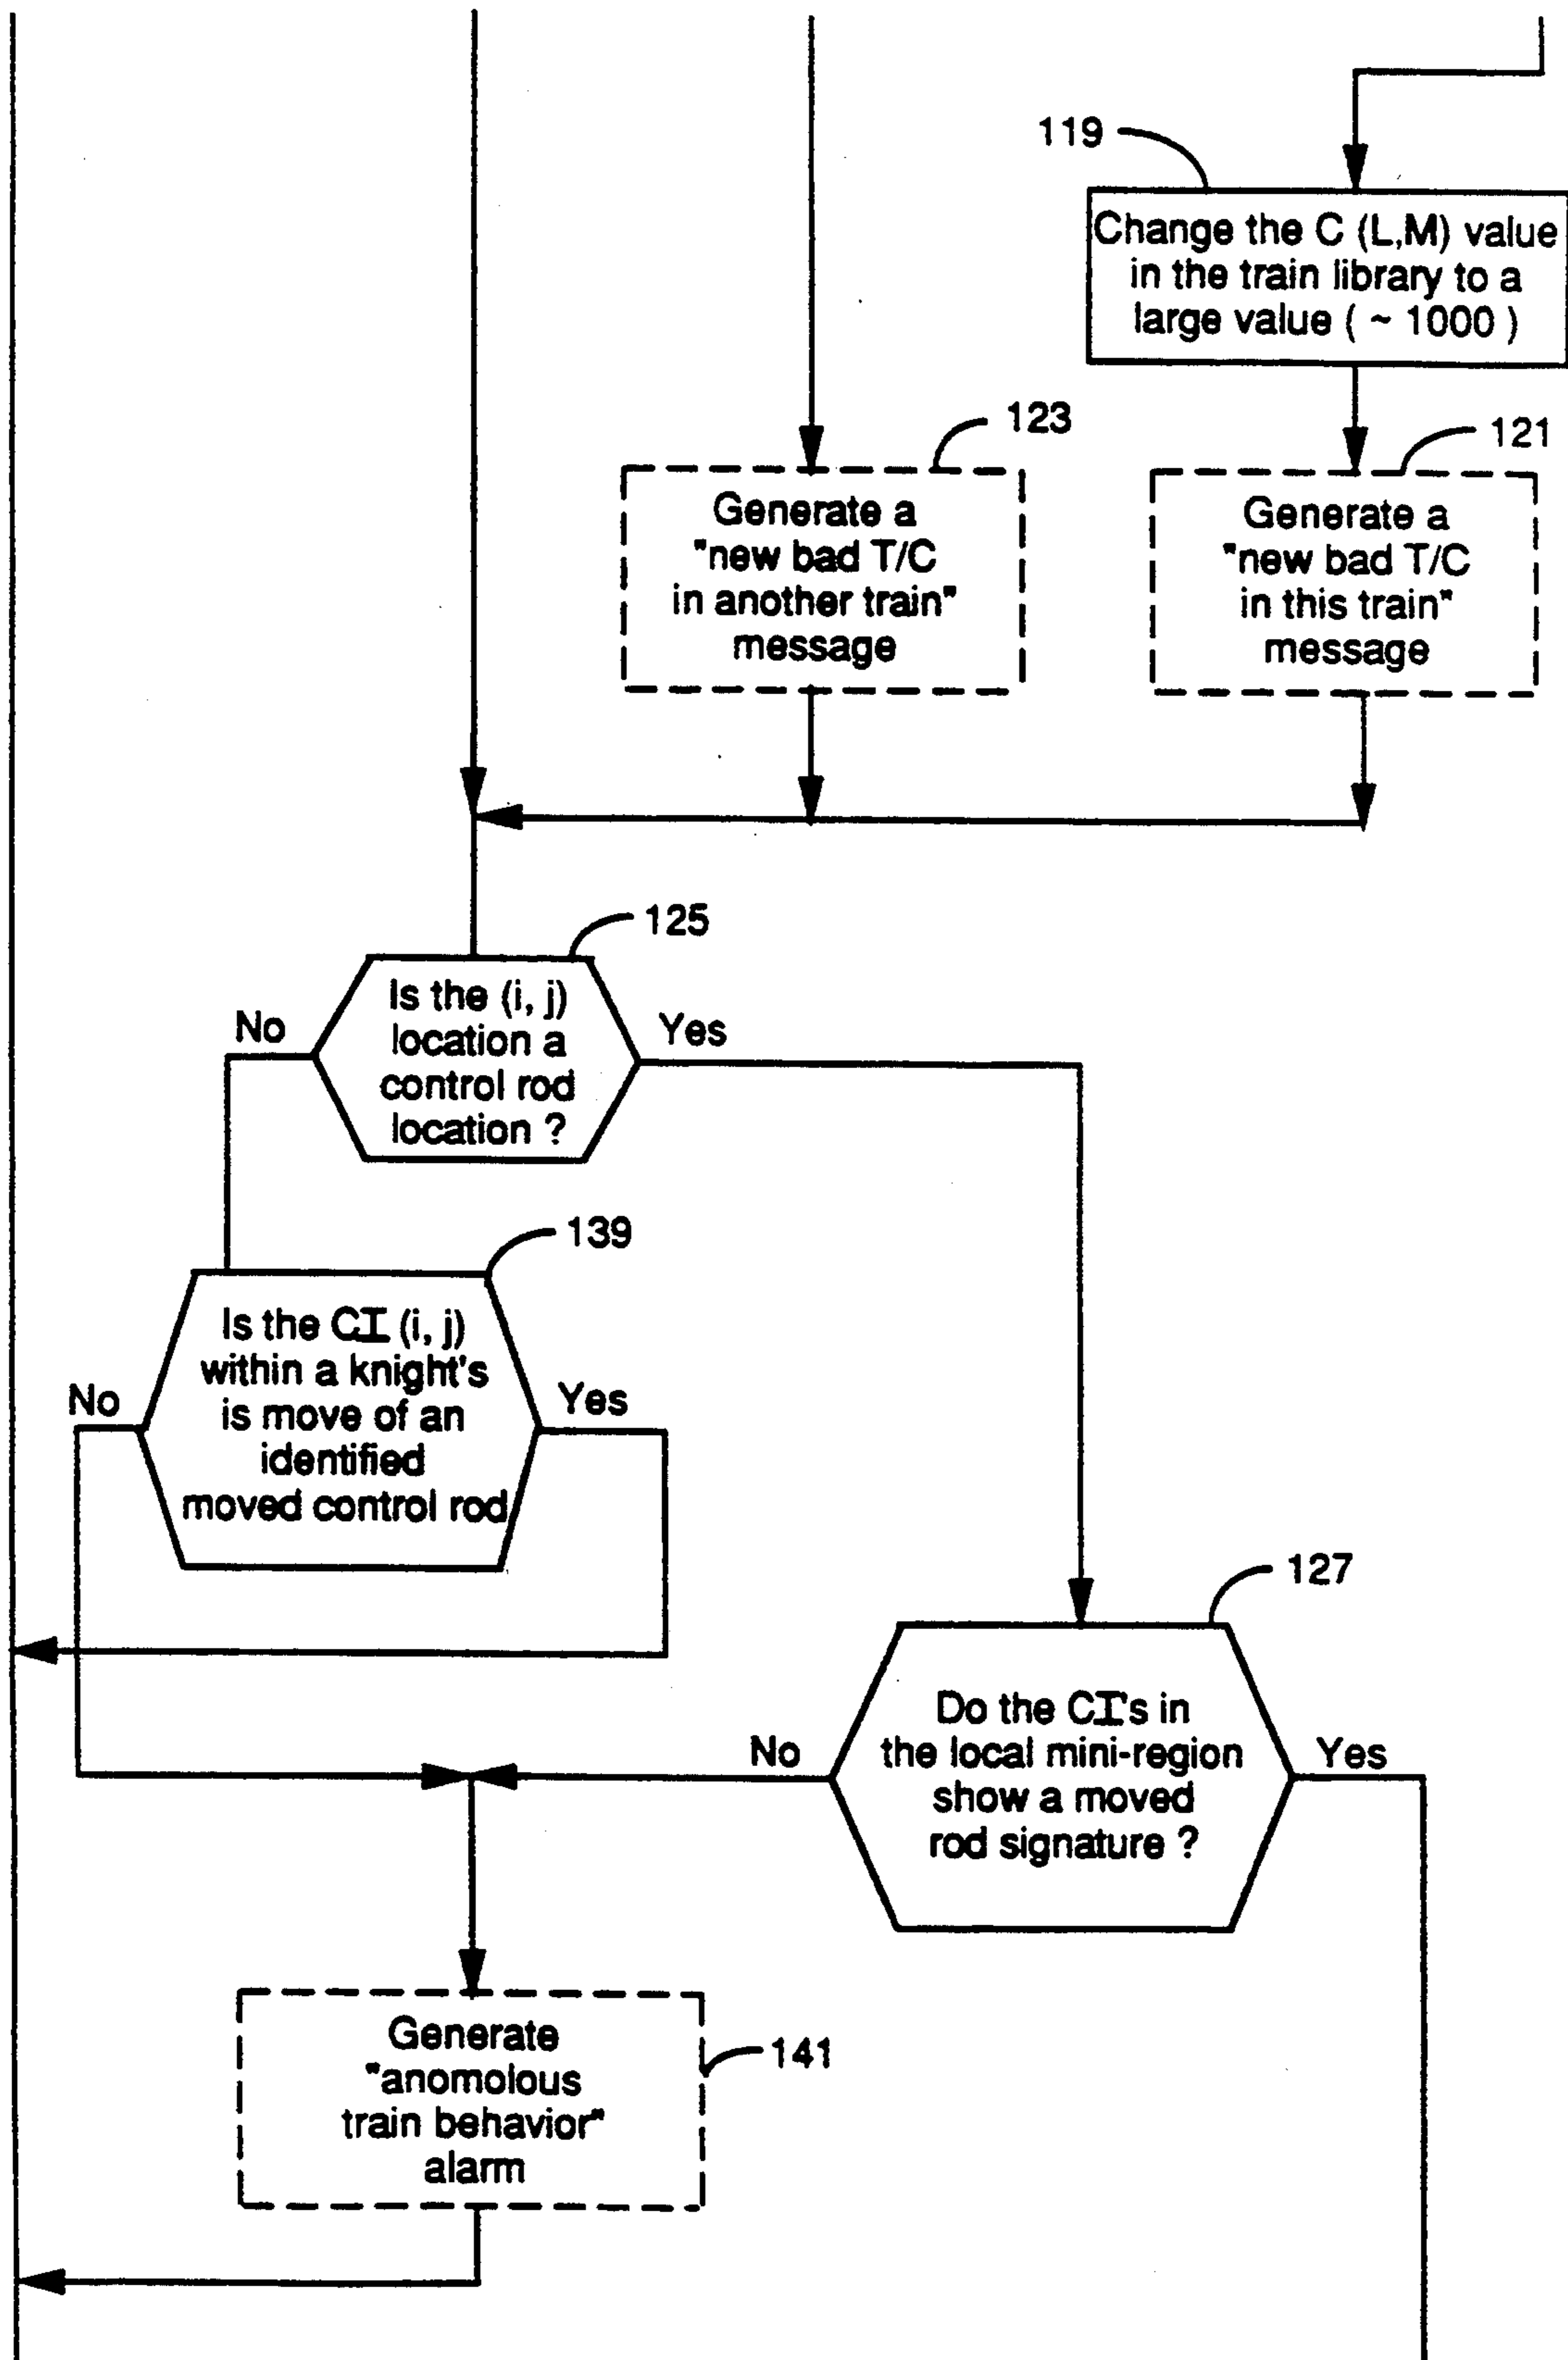 119
Change the C (L,M) value
in the train library to a
large value ( ~ 1000 )
123
121
Generate a
"new bad T/C
in another train"
message
Generate a
"new bad T/C
in this train"
message
125
Is the (i, j)
location a
control rod
location ?
No
Yes
139
Is the CI (i, j)
within a knight's
is move of an
identified
moved control rod
No
Yes
127
Do the CI's in
the local mini-region
show a moved
rod signature ?
No
Yes
Generate
"anomolous
train behavior"
alarm
141